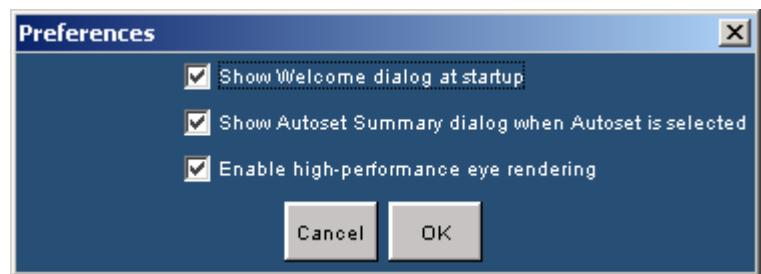 Preferences
Show Welcome dialog at startup
Show Autoset Summary dialog when Autoset is selected
Enable high-performance eye rendering
Cancel OK